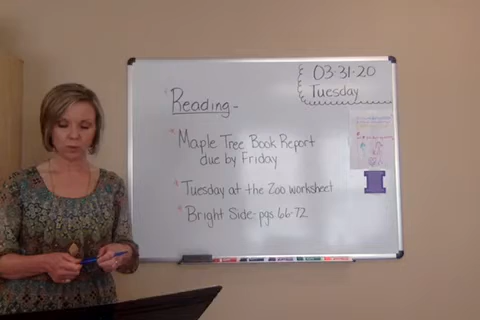 03-31-20
Tuesday
Reading-
* Maple Tree Book Report
due by Friday
* Tuesday at the Zoo worksheet
* Bright Side: pgs. 66-72